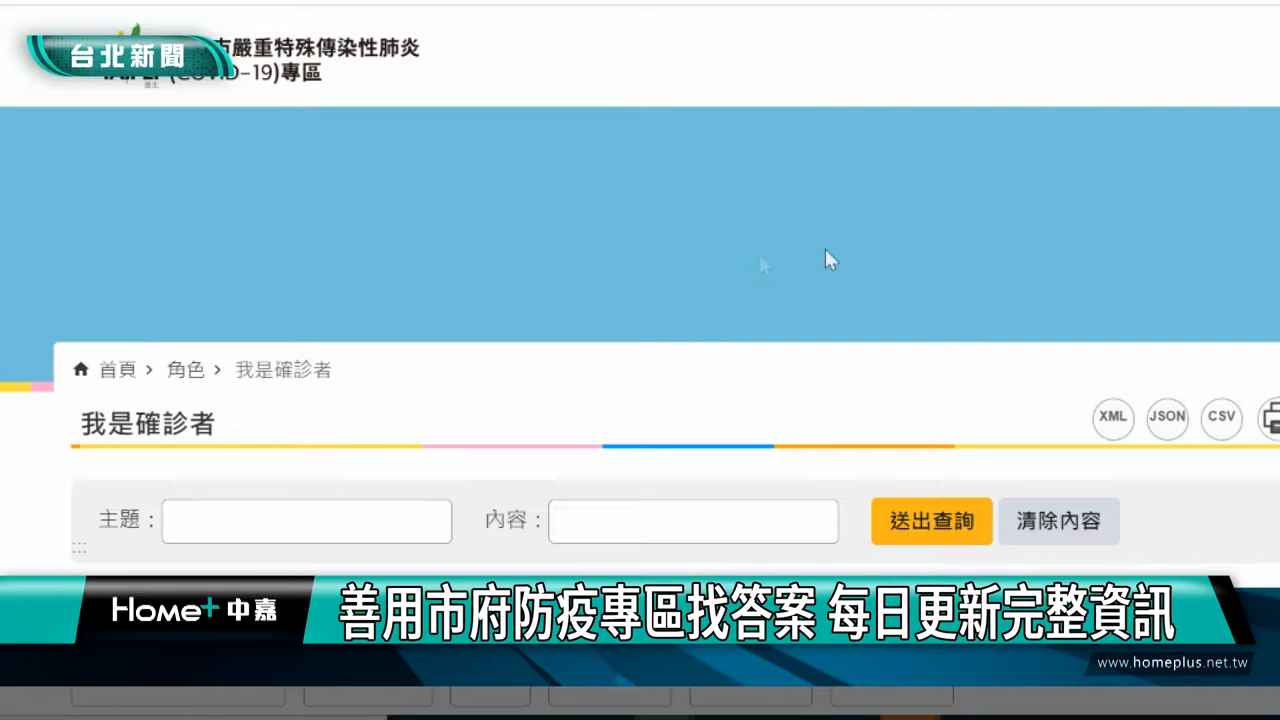 台北新聞
市嚴重特殊傳染性肺炎
(COVID-19)專區
首頁 › 角色 › 我是確診者
我是確診者
XML JSON CSV
主題： 內容： 送出查詢 清除內容
Home+ 中嘉
善用市府防疫專區找答案 每日更新完整資訊
www.homeplus.net.tw